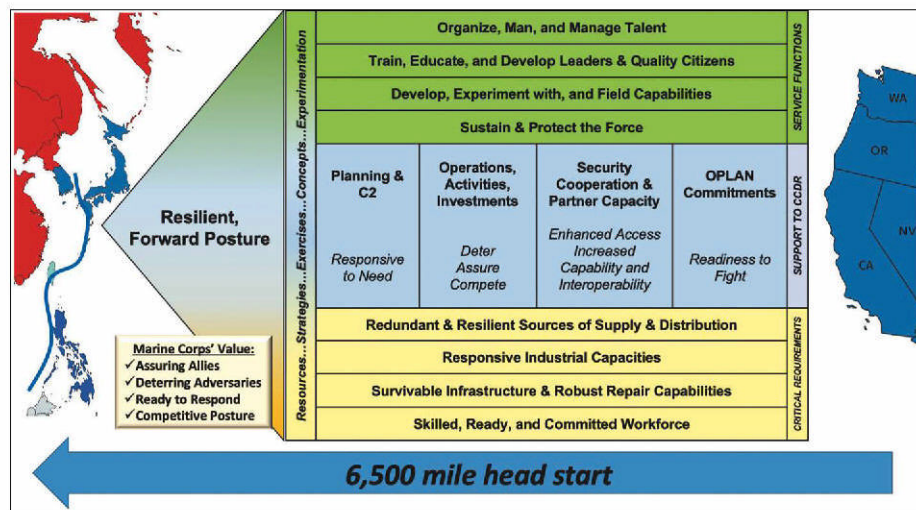 Organize, Man, and Manage Talent
Train, Educate, and Develop Leaders & Quality Citizens
Develop, Experiment with, and Field Capabilities
Sustain & Protect the Force
SERVICE FUNCTIONS
Resources...Strategies...Exercises...Concepts...Experimentation
Resilient,
Forward Posture
Planning &
C2
Responsive
to Need
Operations,
Activities,
Investments
Deter
Assure
Compete
Security
Cooperation &
Partner Capacity
Enhanced Access
Increased
Capability and
Interoperability
OPLAN
Commitments
Readiness to
Fight
SUPPORT TO CCDR
Redundant & Resilient Sources of Supply & Distribution
Responsive Industrial Capacities
Survivable Infrastructure & Robust Repair Capabilities
Skilled, Ready, and Committed Workforce
CRITICAL REQUIREMENTS
Marine Corps' Value:
✓Assuring Allies
✓Deterring Adversaries
✓Ready to Respond
✓Competitive Posture
WA
OR
NV
CA
6,500 mile head start